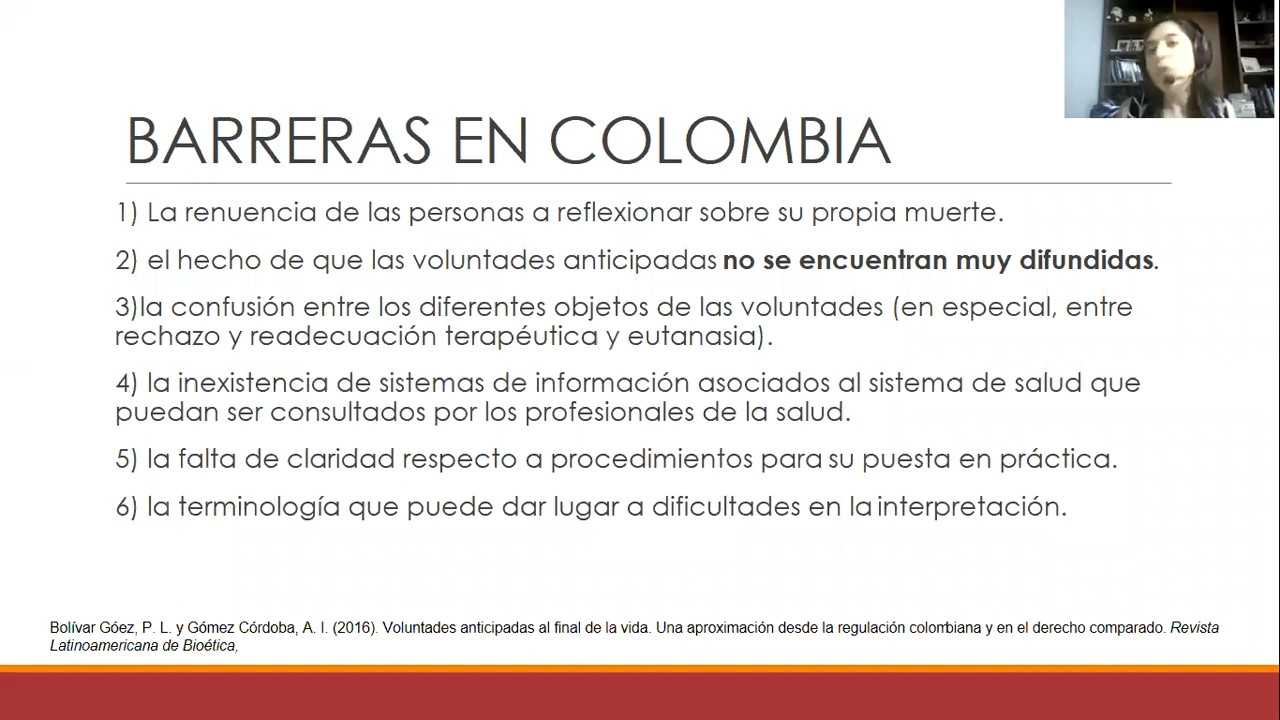 BARRERAS EN COLOMBIA
1) La renuencia de las personas a reflexionar sobre su propia muerte.
2) el hecho de que las voluntades anticipadas no se encuentran muy difundidas.
3)la confusión entre los diferentes objetos de las voluntades (en especial, entre
rechazo y readecuación terapéutica y eutanasia).
4) la inexistencia de sistemas de información asociados al sistema de salud que
puedan ser consultados por los profesionales de la salud.
5) la falta de claridad respecto a procedimientos para su puesta en práctica.
6) la terminología que puede dar lugar a dificultades en la interpretación.
Bolívar Góez, P. L. y Gómez Córdoba, A. I. (2016). Voluntades anticipadas al final de la vida. Una aproximación desde la regulación colombiana y en el derecho comparado. Revista
Latinoamericana de Bioética,